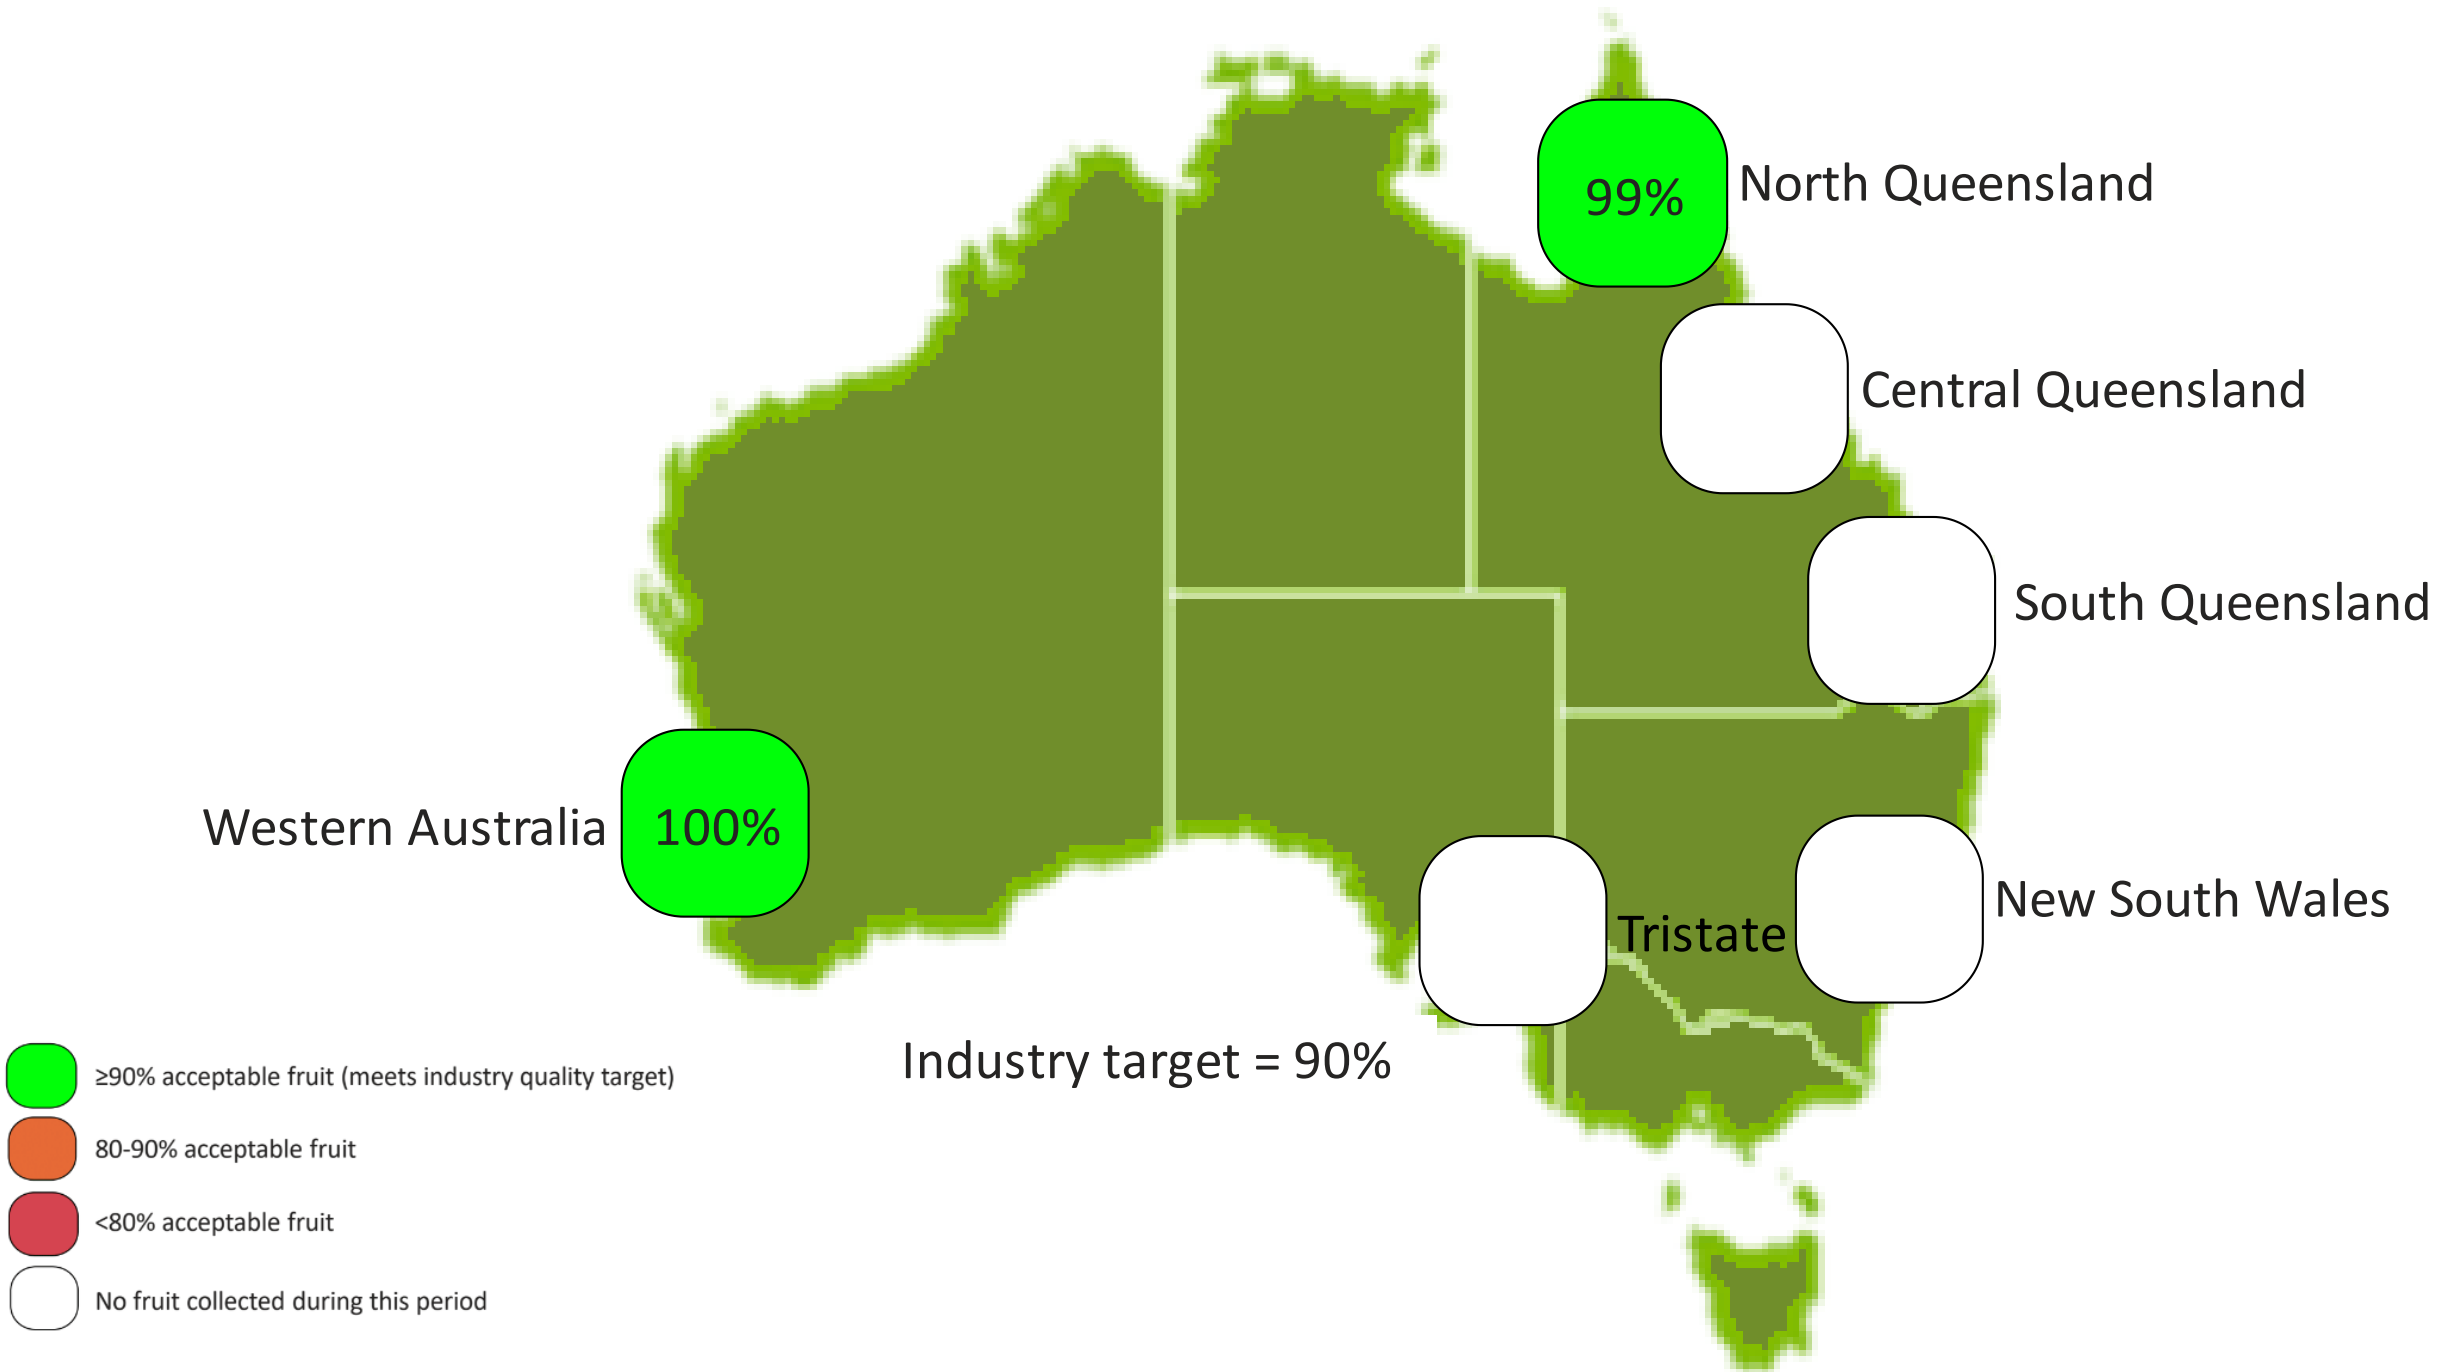 99%
North Queensland
Central Queensland
South Queensland
Western Australia
100%
New South Wales
Tristate
Industry target = 90%
≥90% acceptable fruit (meets industry quality target)
80-90% acceptable fruit
<80% acceptable fruit
No fruit collected during this period